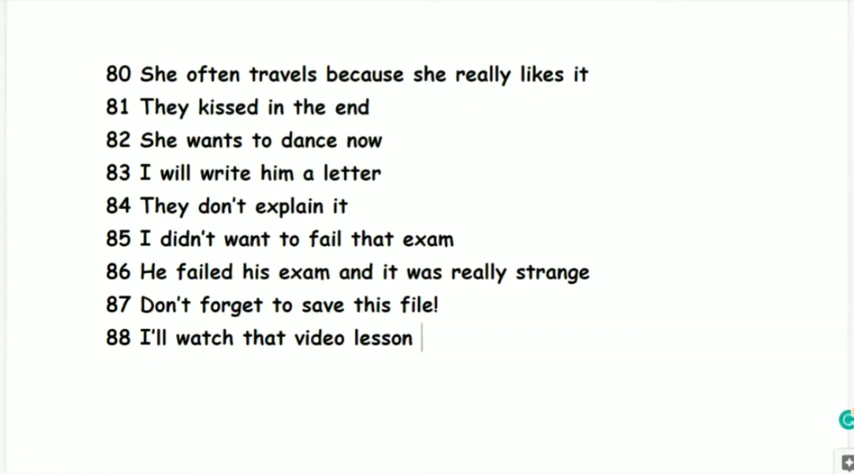 80 She often travels because she really likes it
81 They kissed in the end
82 She wants to dance now
83 I will write him a letter
84 They don't explain it
85 I didn't want to fail that exam
86 He failed his exam and it was really strange
87 Don't forget to save this file!
88 I'll watch that video lesson